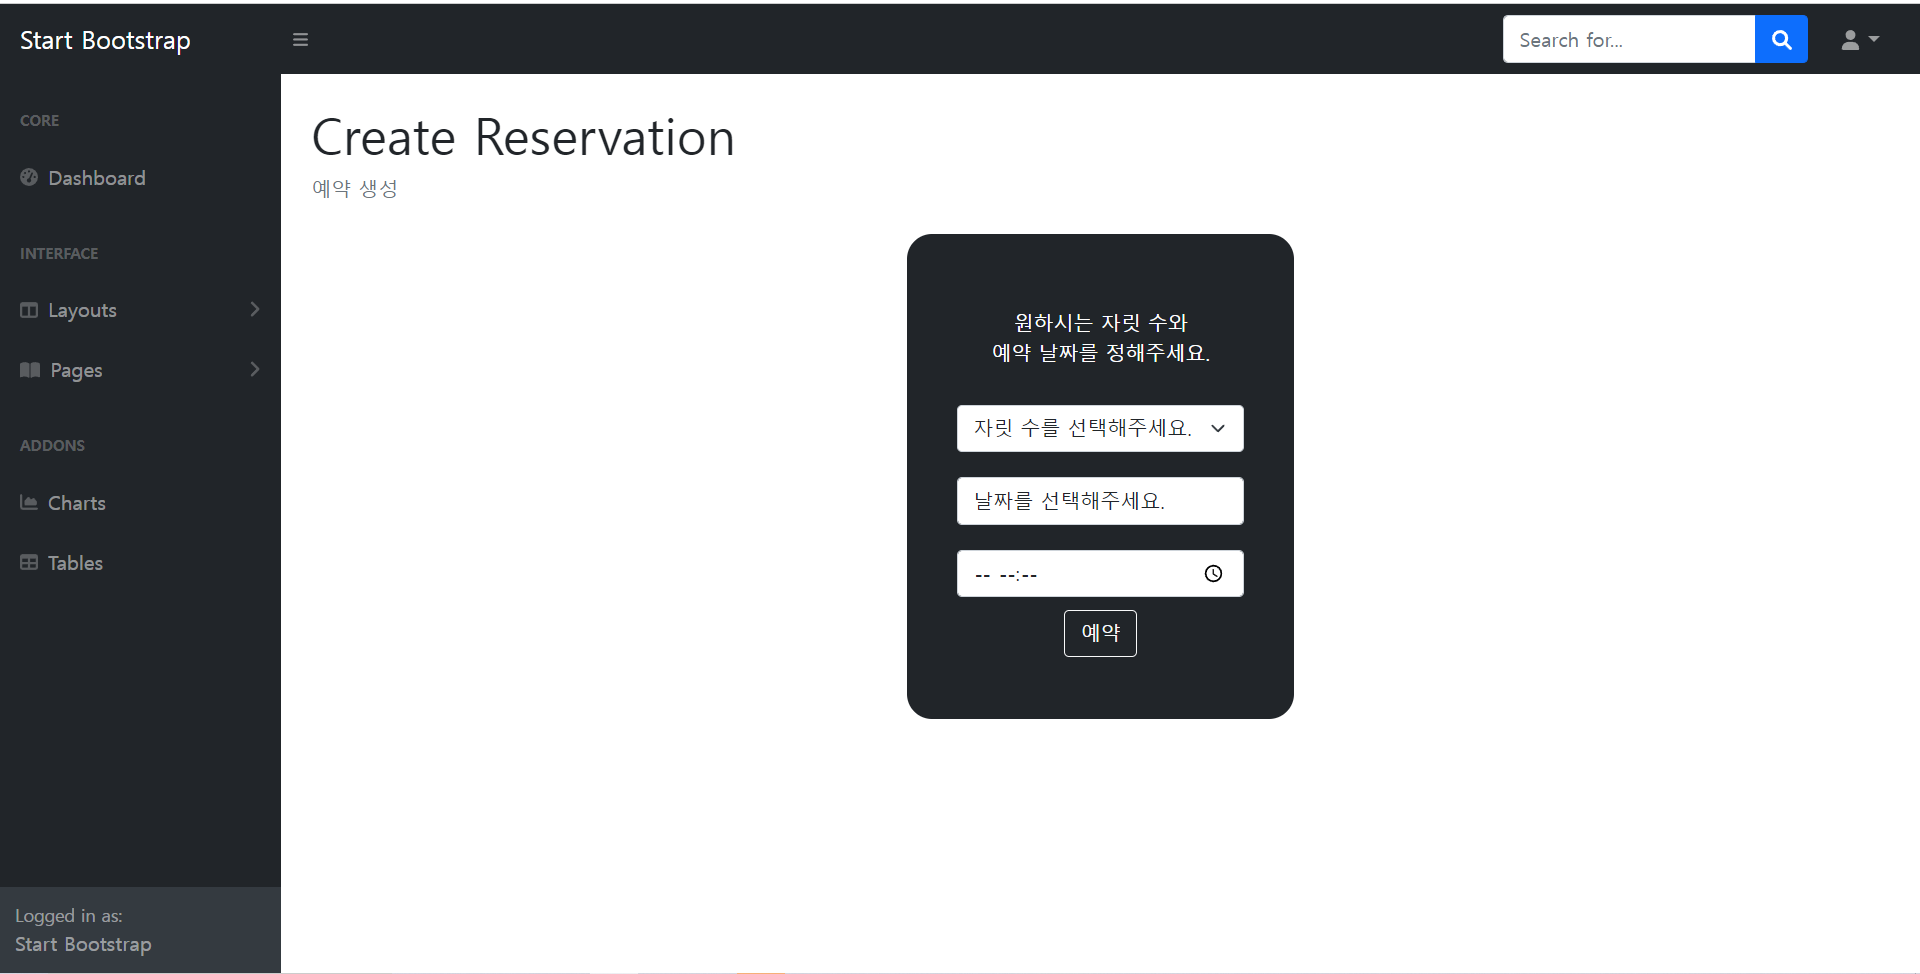 Start Bootstrap
Search for...
CORE
Dashboard
INTERFACE
Layouts
Pages
ADDONS
Charts
Tables
Logged in as:
Start Bootstrap
Create Reservation
예약 생성
원하시는 자릿 수와
예약 날짜를 정해주세요.
자릿 수를 선택해주세요.
날짜를 선택해주세요.
-- --:--
예약